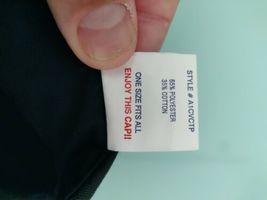 STYLE # A1CVCTP
65% POLYESTER
35% COTTON
ONE SIZE FITS ALL
ENJOY THIS CAP!!